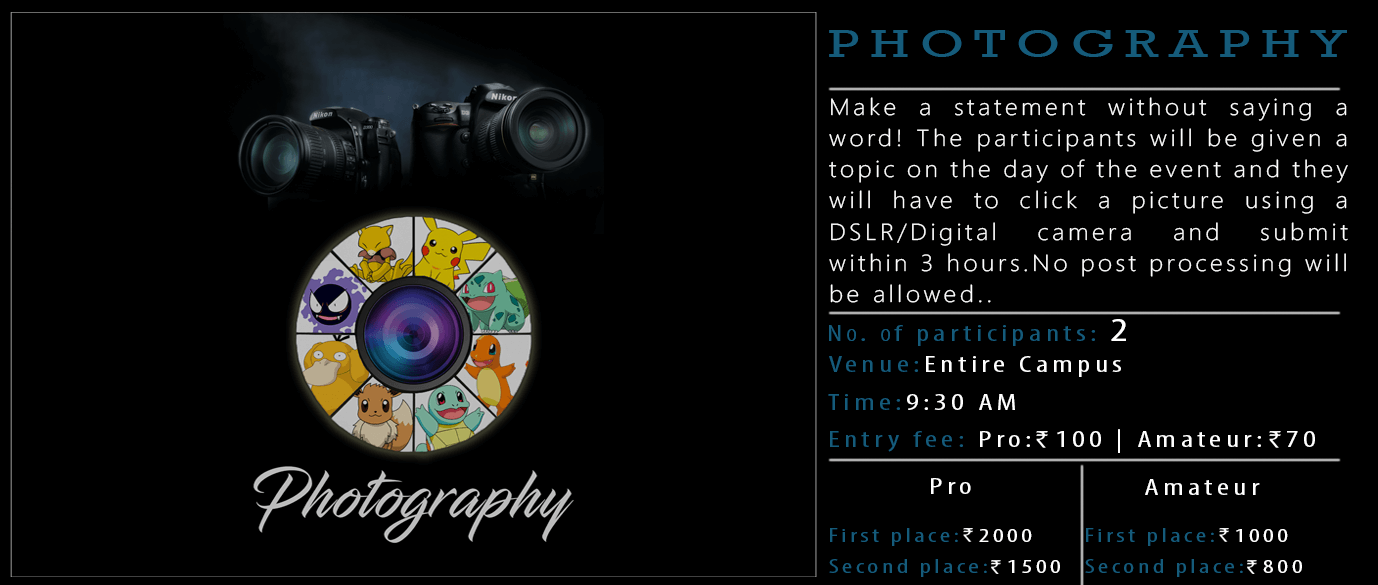 Nikon
Nikon
Photography
PHOTOGRAPHY
Make a statement without saying a
word! The participants will be given a
topic on the day of the event and they
will have to click a picture using a
DSLR/Digital camera and submit
within 3 hours.No post processing will
be allowed..
No. of participants: 2
Venue:Entire Campus
Time:9:30 AM
Entry fee: Pro:₹100 | Amateur:₹70
Pro
First place:₹2000
Second place:₹1500
Amateur
First place:₹1000
Second place:₹800